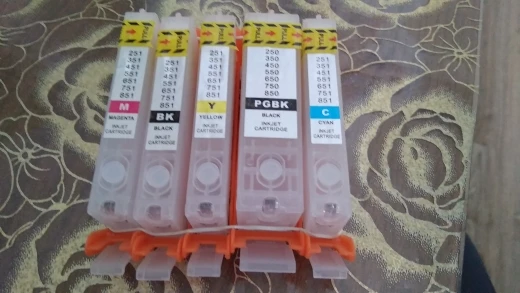 251
351
451
551
651
751
851
M
MAGENTA
INKJET
CARTRIDGE
251
351
451
551
651
751
851
BK
BLACK
INKJET
CARTRIDGE
251
351
451
551
651
751
851
Y
YELLOW
INKJET
CARTRIDGE
250
350
450
550
650
750
850
PGBK
BLACK
INKJET
CARTRIDGE
251
351
451
551
651
751
851
C
CYAN
INKJET
CARTRIDGE